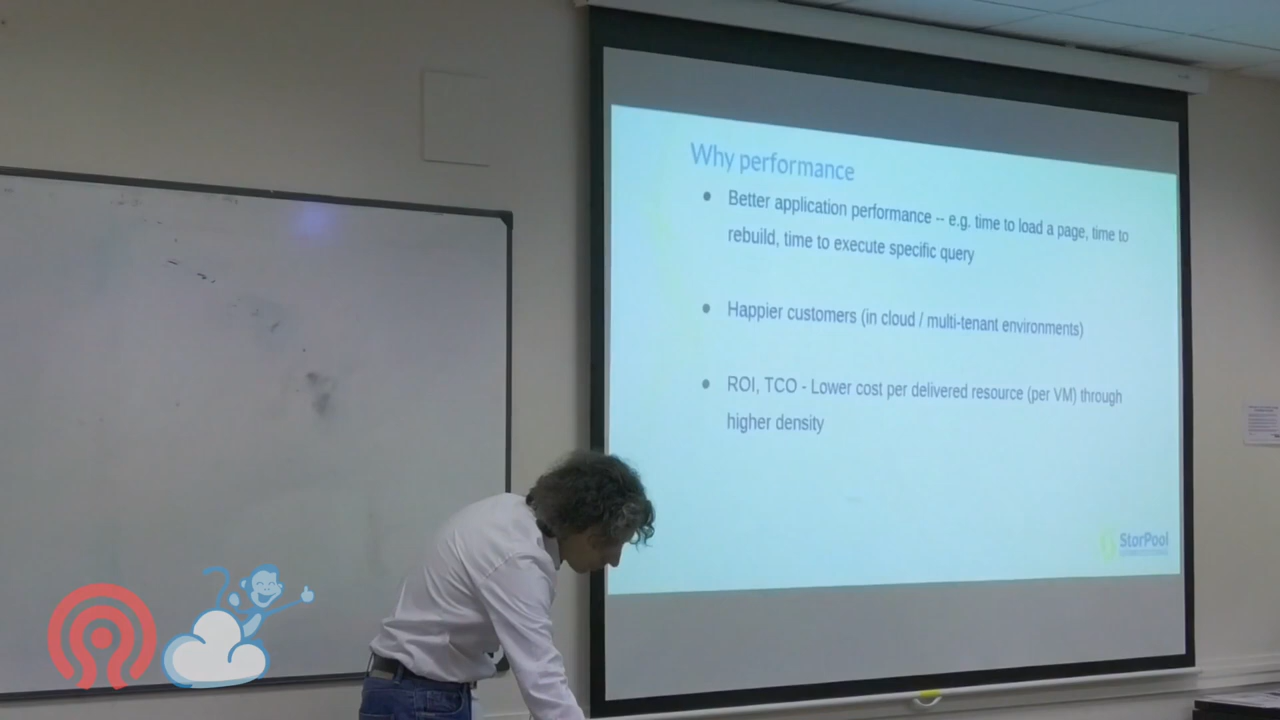 Why performance
● Better application performance -- e.g. time to load a page, time to
rebuild, time to execute specific query
● Happier customers (in cloud / multi-tenant environments)
● ROI, TCO - Lower cost per delivered resource (per VM) through
higher density
StorPool